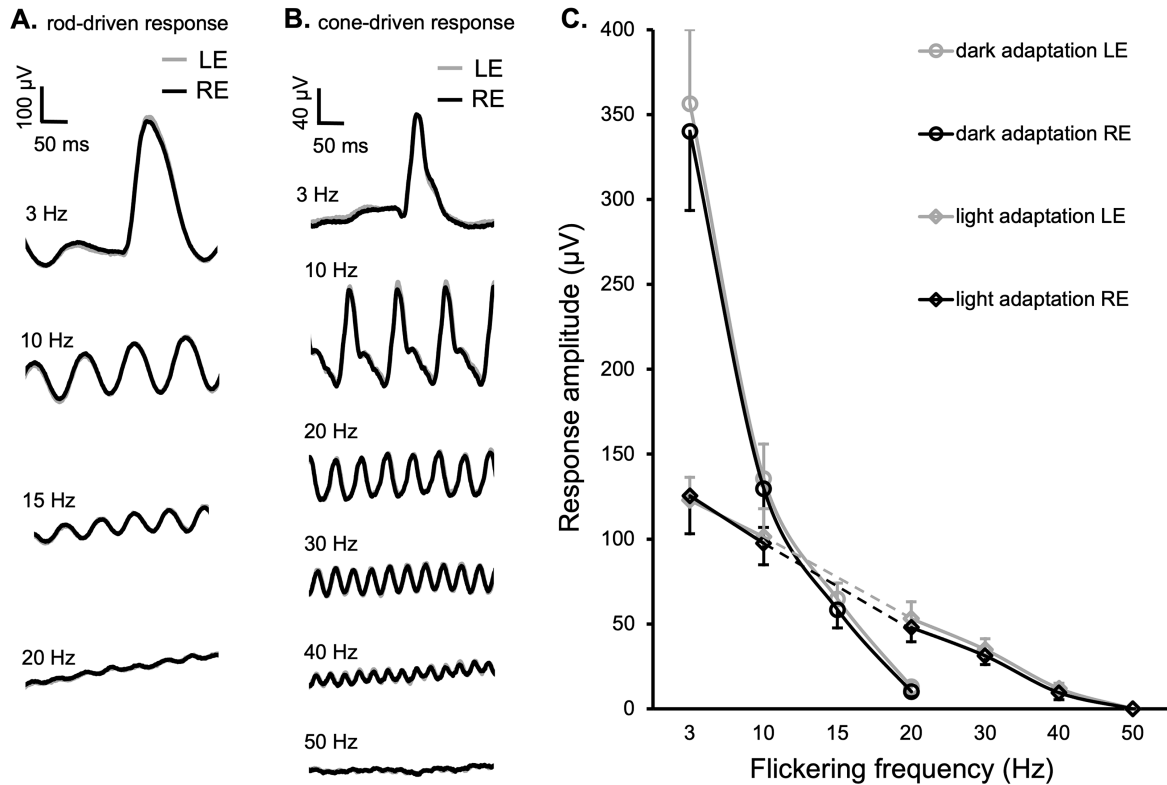 A. rod-driven response
LE
RE
100 µV
50 ms
3 Hz
10 Hz
15 Hz
20 Hz
B. cone-driven response
LE
RE
40 µV
50 ms
3 Hz
10 Hz
20 Hz
30 Hz
40 Hz
50 Hz
C.
dark adaptation LE
dark adaptation RE
light adaptation LE
light adaptation RE
Response amplitude (µV)
400
350
300
250
200
150
100
50
0
3 10 15 20 30 40 50
Flickering frequency (Hz)